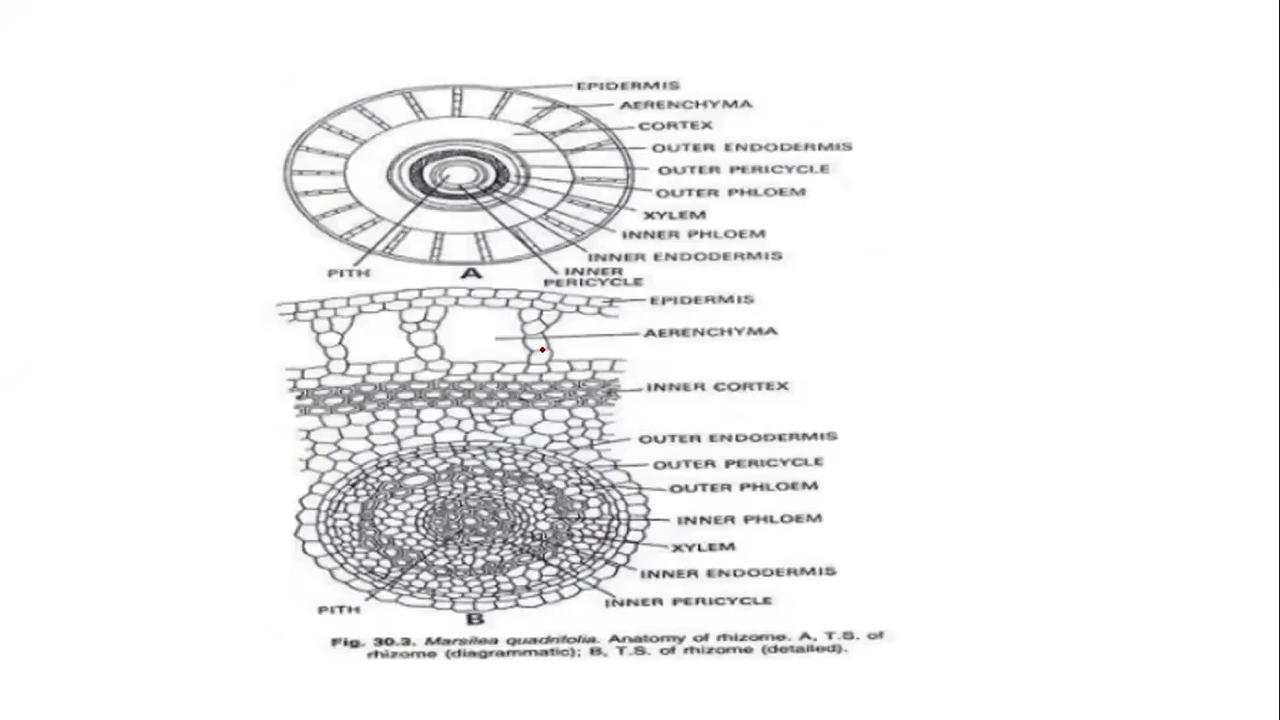 EPIDERMIS
AERENCHYMA
CORTEX
OUTER ENDODERMIS
OUTER PERICYCLE
OUTER PHLOEM
XYLEM
INNER PHLOEM
INNER ENDODERMIS
PITH
A
INNER
PERICYCLE
EPIDERMIS
AERENCHYMA
INNER CORTEX
OUTER ENDODERMIS
OUTER PERICYCLE
OUTER PHLOEM
INNER PHLOEM
XYLEM
INNER ENDODERMIS
INNER PERICYCLE
PITH
B
Fig. 30.3. Marsilea quadrifolia. Anatomy of rhizome. A, T.S. of
rhizome (diagrammatic); B, T.S. of rhizome (detailed).